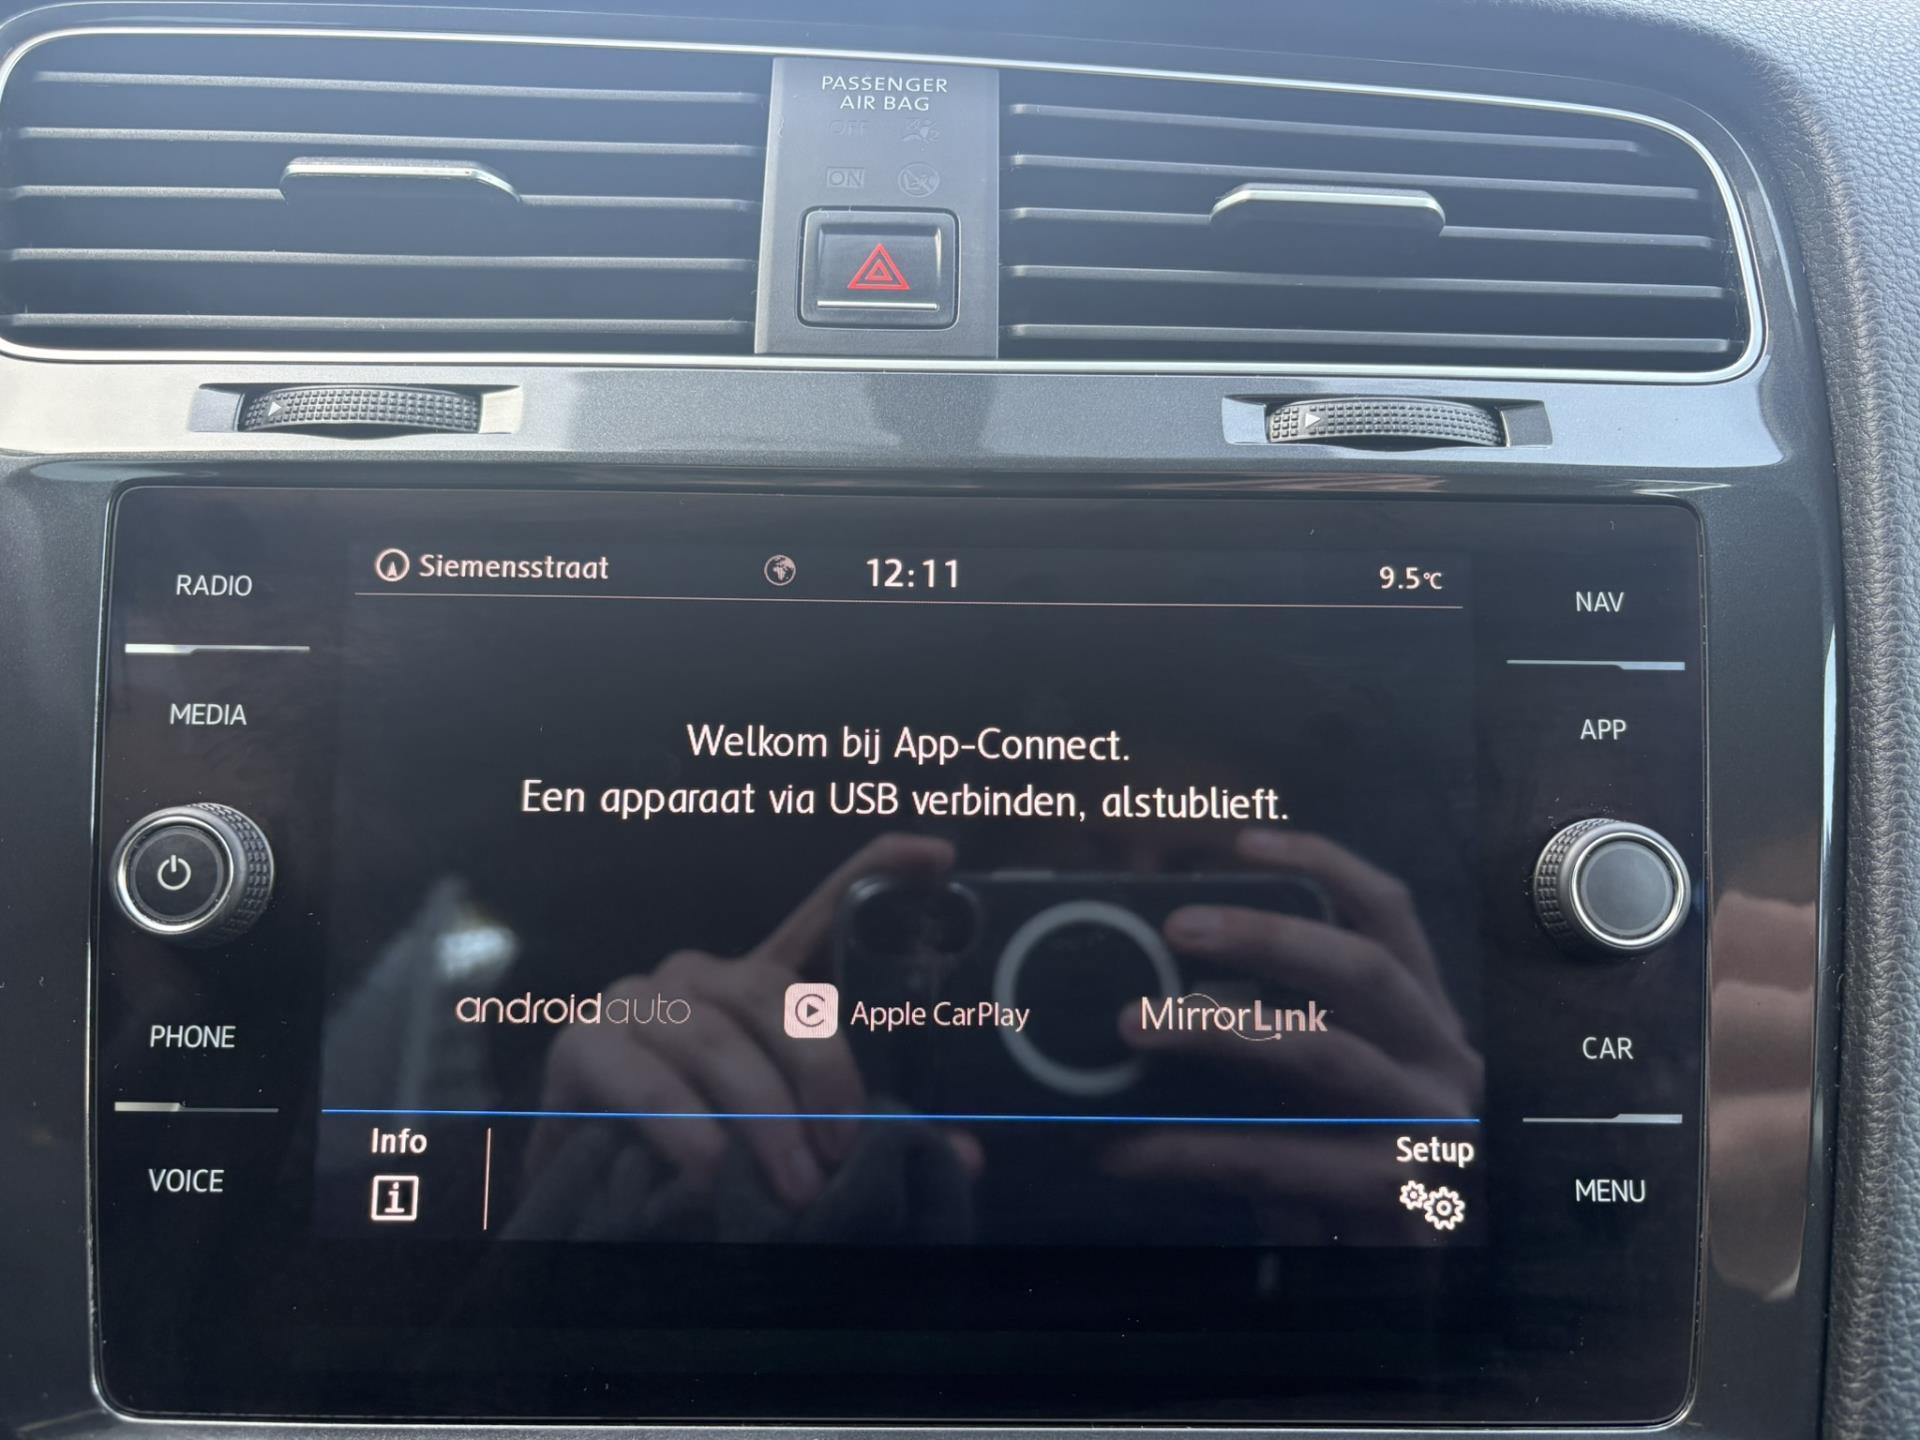 PASSENGER
AIR BAG
OFF
ON
Siemensstraat
12:11
9.5°C
RADIO
MEDIA
PHONE
VOICE
Welkom bij App-Connect.
Een apparaat via USB verbinden, alstublieft.
androidauto
Apple CarPlay
MirrorLink
Info
Setup
NAV
APP
CAR
MENU